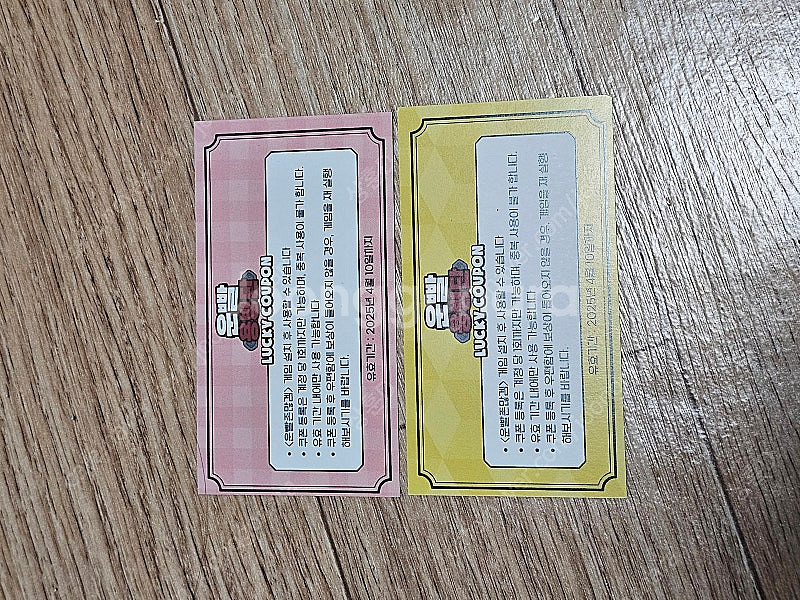 운빨
용병단
LUCKY COUPON
• <운빨존많겜> 게임 설치 후 사용할 수 있습니다
• 쿠폰 등록은 계정 당 1회까지만 가능하며, 중복 사용이 불가 합니다.
• 유효 기간 내에만 사용 가능합니다
• 쿠폰 등록 후 우편함에 보상이 들어오지 않을 경우, 게임을 재 실행
해보시기를 바랍니다.
유효기간 : 2025년 4월 10일까지
운빨
용병단
LUCKY COUPON
• <운빨존많겜> 게임 설치 후 사용할 수 있습니다
• 쿠폰 등록은 계정 당 1회까지만 가능하며, 중복 사용이 불가 합니다.
• 유효 기간 내에만 사용 가능합니다
• 쿠폰 등록 후 우편함에 보상이 들어오지 않을 경우, 게임을 재 실행
해보시기를 바랍니다.
유효기간 : 2025년 4월 10일까지